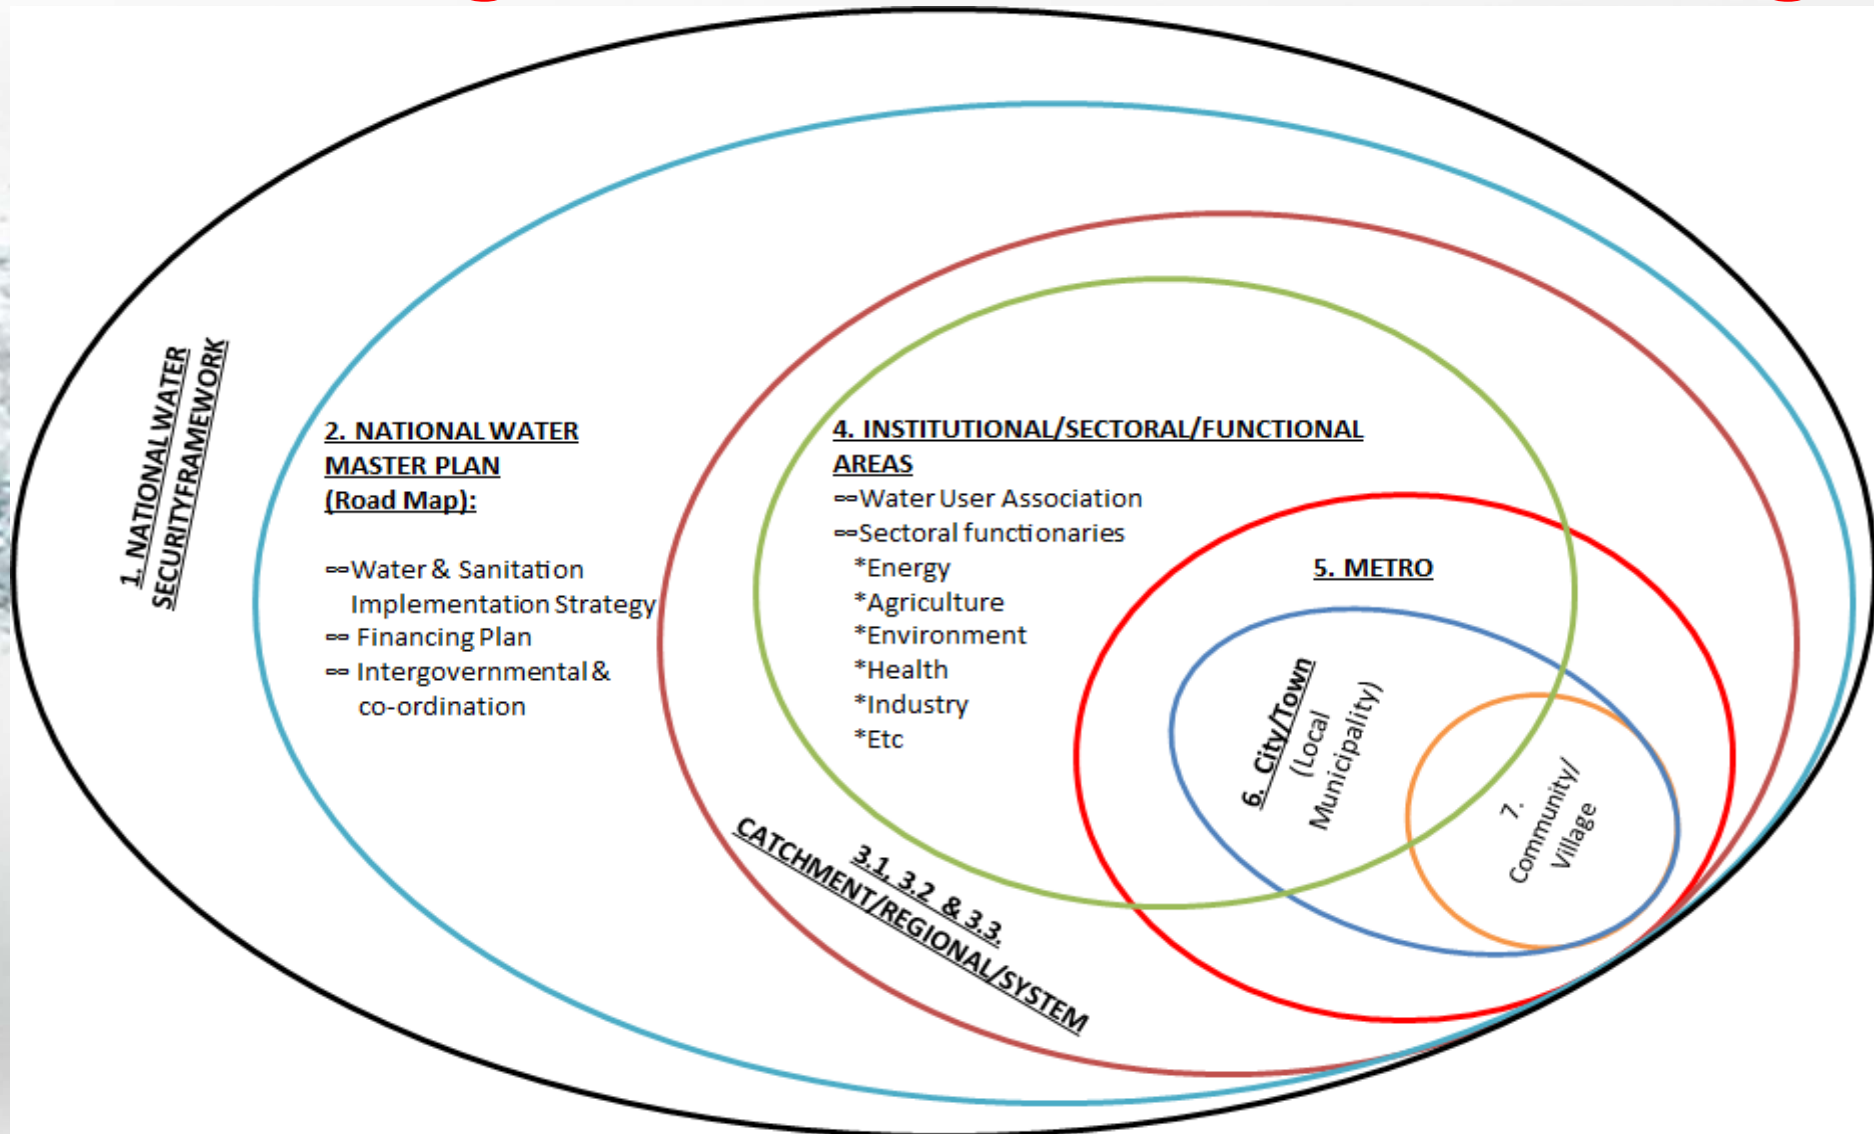 1. NATIONAL WATER
SECURITYFRAMEWORK
2. NATIONAL WATER
MASTER PLAN
(Road Map):
⇨Water & Sanitation
Implementation Strategy
⇨ Financing Plan
⇨ Intergovernmental &
co-ordination
3.1, 3.2 & 3.3.
CATCHMENT/REGIONAL/SYSTEM
4. INSTITUTIONAL/SECTORAL/FUNCTIONAL
AREAS
⇨Water User Association
⇨Sectoral functionaries
*Energy
*Agriculture
*Environment
*Health
*Industry
*Etc
5. METRO
6. City/Town
(Local
Municipality)
7.
Community/
Village